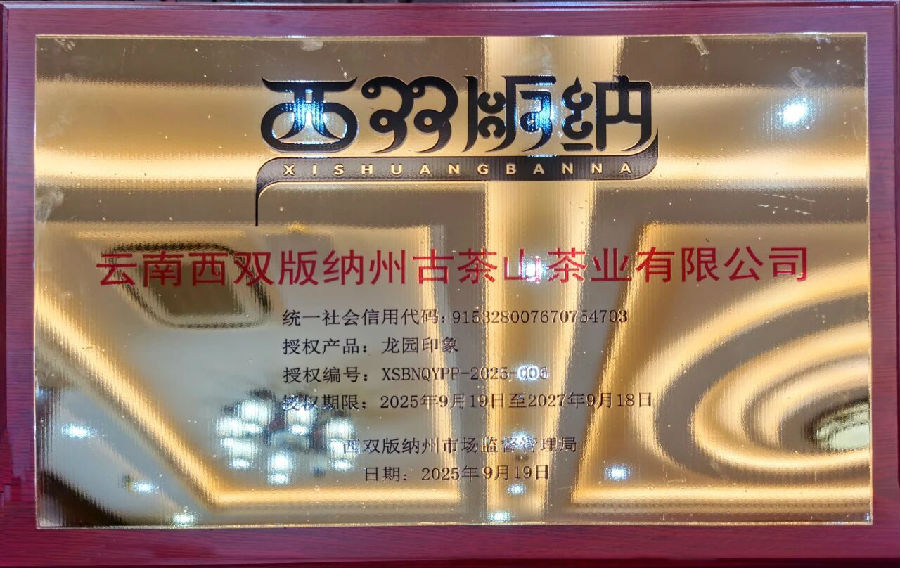 西双版纳
XISHUANGBANNA
云南西双版纳州古茶山茶业有限公司
统一社会信用代码:
授权产品：龙园印象
授权编号：
授权期限：2025年9月19日至2027年9月18日
西双版纳州市场监督管理局
日期：2025年9月19日